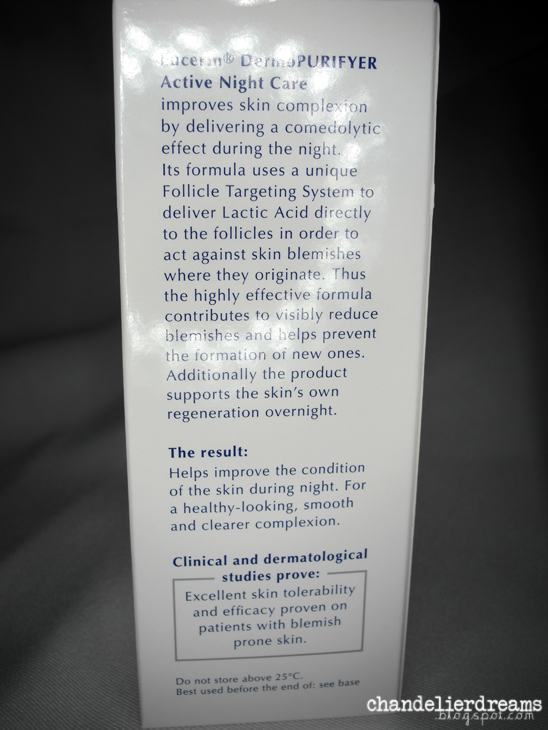 Eucerin® DermoPURIFYER
Active Night Care
improves skin complexion
by delivering a comedolytic
effect during the night.
Its formula uses a unique
Follicle Targeting System to
deliver Lactic Acid directly
to the follicles in order to
act against skin blemishes
where they originate. Thus
the highly effective formula
contributes to visibly reduce
blemishes and helps prevent
the formation of new ones.
Additionally the product
supports the skin's own
regeneration overnight.
The result:
Helps improve the condition
of the skin during night. For
a healthy-looking, smooth
and clearer complexion.
Clinical and dermatological
studies prove:
Excellent skin tolerability
and efficacy proven on
patients with blemish
prone skin.
Do not store above 25°C.
Best used before the end of: see base
chandelierdreams
.blogspot.com